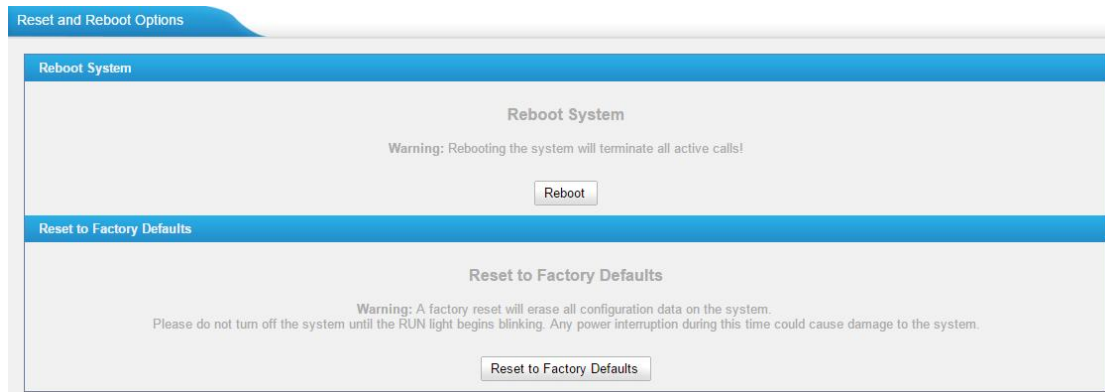 Reset and Reboot Options
Reboot System
Reboot System
Warning: Rebooting the system will terminate all active calls!
Reboot
Reset to Factory Defaults
Reset to Factory Defaults
Warning: A factory reset will erase all configuration data on the system.
Please do not turn off the system until the RUN light begins blinking. Any power interruption during this time could cause damage to the system.
Reset to Factory Defaults